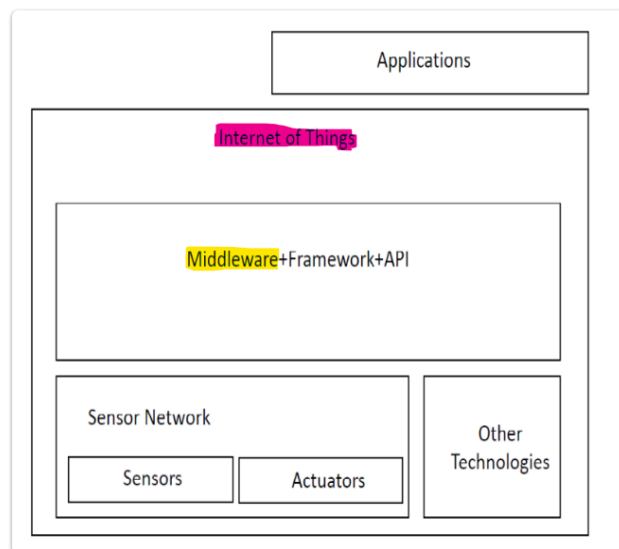 Applications
Internet of Things
Middleware+Framework+API
Sensor Network
Sensors
Actuators
Other
Technologies